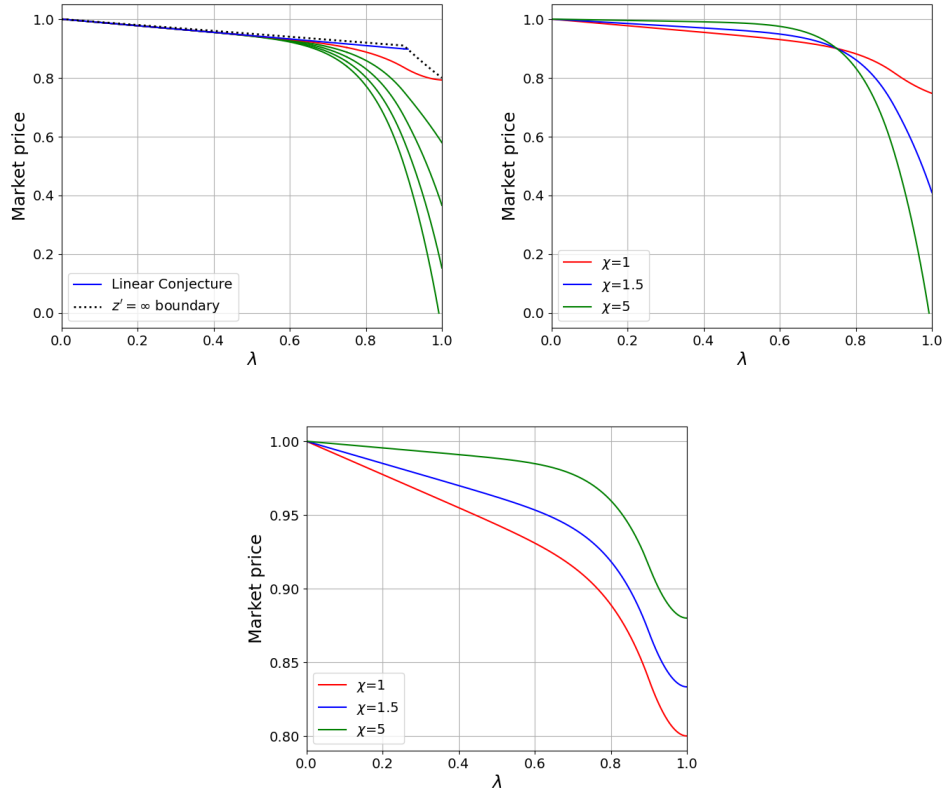 1.0
0.8
0.6
0.4
0.2
0.0
Market price
Linear Conjecture
z′ = ∞ boundary
0.0 0.2 0.4 0.6 0.8 1.0
λ
1.0
0.8
0.6
0.4
0.2
0.0
Market price
χ=1
χ=1.5
χ=5
0.0 0.2 0.4 0.6 0.8 1.0
λ
1.00
0.95
0.90
0.85
0.80
Market price
χ=1
χ=1.5
χ=5
0.0 0.2 0.4 0.6 0.8 1.0
λ